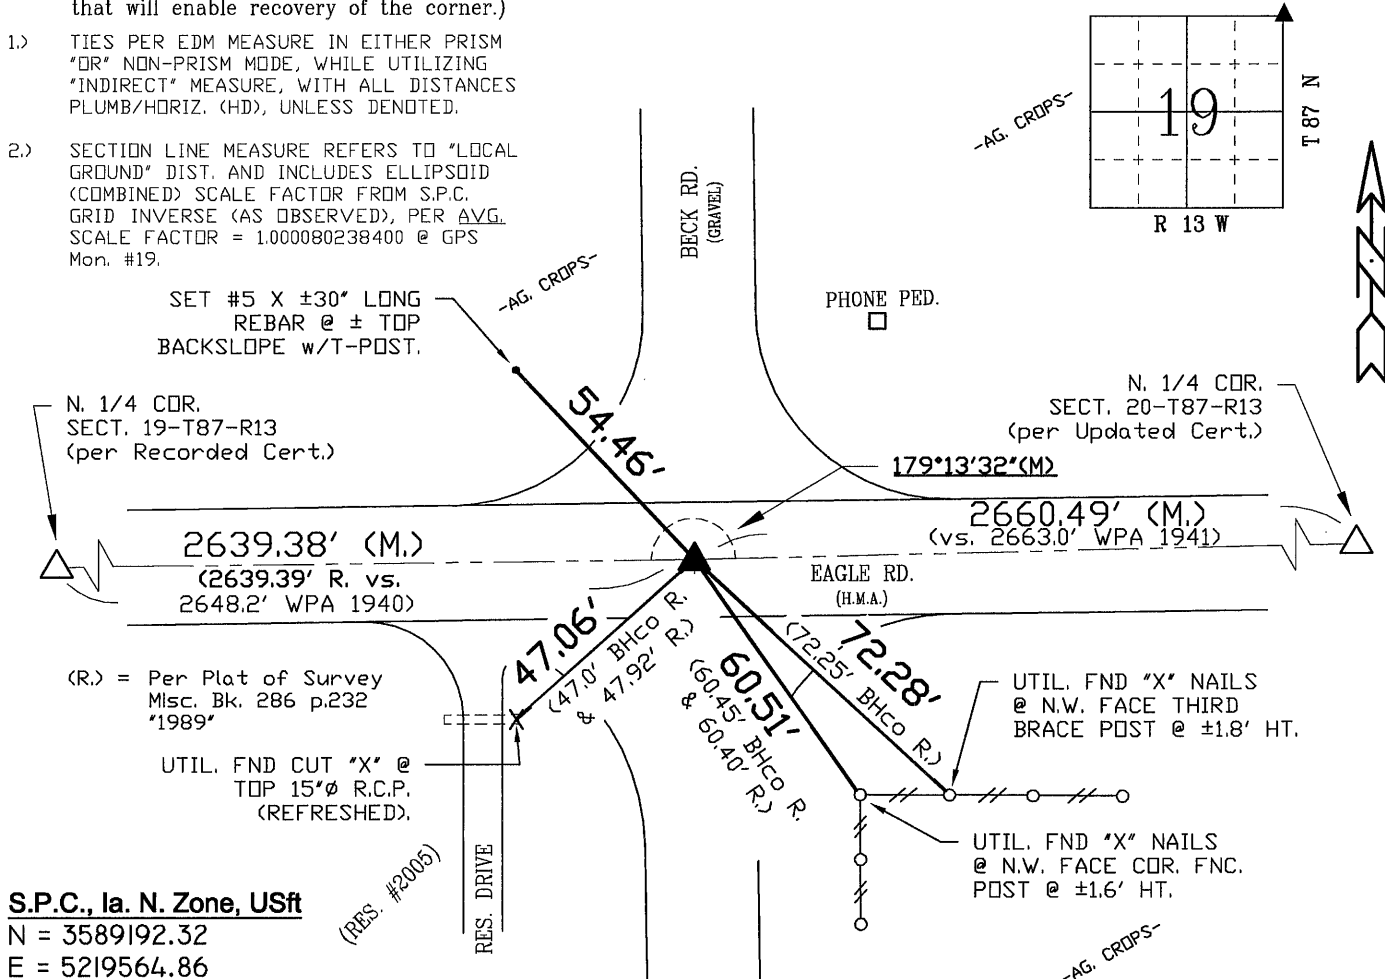 that will enable recovery of the corner.)
1.) TIES PER EDM MEASURE IN EITHER PRISM
"OR" NON-PRISM MODE, WHILE UTILIZING
"INDIRECT" MEASURE, WITH ALL DISTANCES
PLUMB/HORIZ. (HD), UNLESS DENOTED.
2.) SECTION LINE MEASURE REFERS TO "LOCAL
GROUND" DIST. AND INCLUDES ELLIPSOID
(COMBINED) SCALE FACTOR FROM S.P.C.
GRID INVERSE (AS OBSERVED), PER AVG.
SCALE FACTOR = 1.000080238400 @ GPS
Mon. #19.
19
T 87 N
R 13 W
N
-AG. CROPS-
BECK RD.
(GRAVEL)
-AG. CROPS-
SET #5 X ±30" LONG
REBAR @ ± TOP
BACKSLOPE w/T-POST.
PHONE PED.
N. 1/4 COR.
SECT. 19-T87-R13
(per Recorded Cert.)
N. 1/4 COR.
SECT. 20-T87-R13
(per Updated Cert.)
54.46'
179°13'32"(M)
2639.38' (M.)
(2639.39' R. vs.
2648.2' WPA 1940)
2660.49' (M.)
(vs. 2663.0' WPA 1941)
EAGLE RD.
(H.M.A.)
47.06'
(47.0' BHco R.
& 47.92' R.)
60.51'
(60.45' BHco R.
& 60.40' R.)
72.28'
(72.25' BHco R.)
(R.) = Per Plat of Survey
Misc. Bk. 286 p.232
"1989"
UTIL. FND CUT "X" @
TOP 15"Ø R.C.P.
(REFRESHED).
UTIL. FND "X" NAILS
@ N.W. FACE THIRD
BRACE POST @ ±1.8' HT.
UTIL. FND "X" NAILS
@ N.W. FACE COR. FNC.
POST @ ±1.6' HT.
(RES. #2005)
RES. DRIVE
-AG. CROPS-
S.P.C., Ia. N. Zone, USft
N = 3589192.32
E = 5219564.86